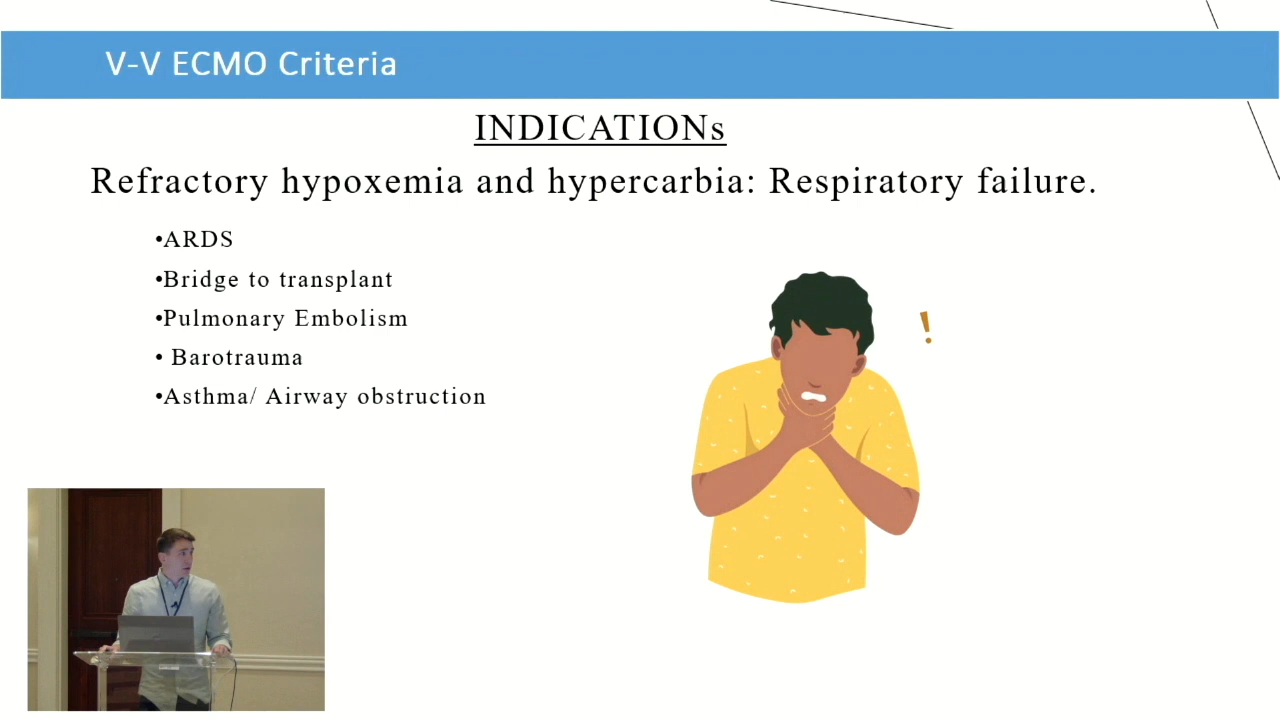 V-V ECMO Criteria
INDICATIONs
Refractory hypoxemia and hypercarbia: Respiratory failure.
•ARDS
•Bridge to transplant
•Pulmonary Embolism
• Barotrauma
•Asthma/ Airway obstruction
!